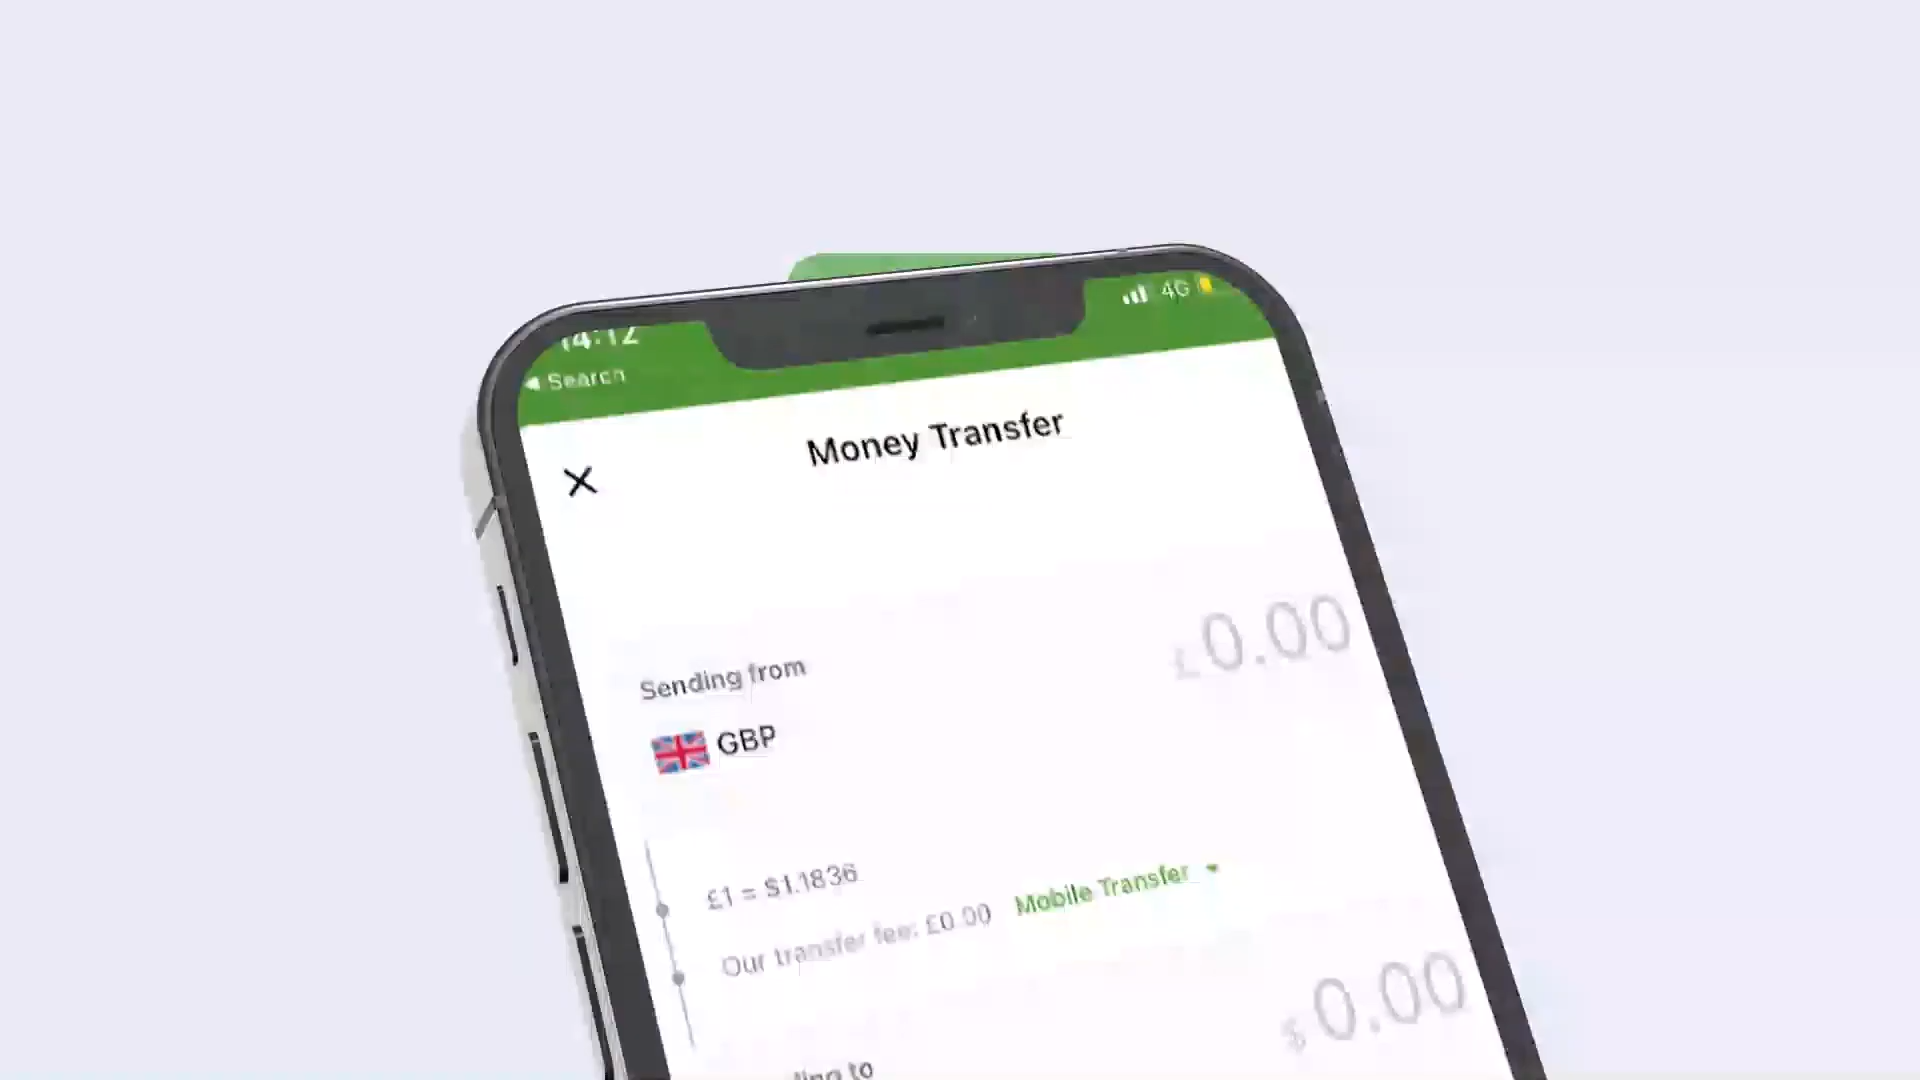 14:12
4G
Search
Money Transfer
£0.00
Sending from
GBP
£1 = $1.1836
Our transfer fee: £0.00 Mobile Transfer
$0.00
to